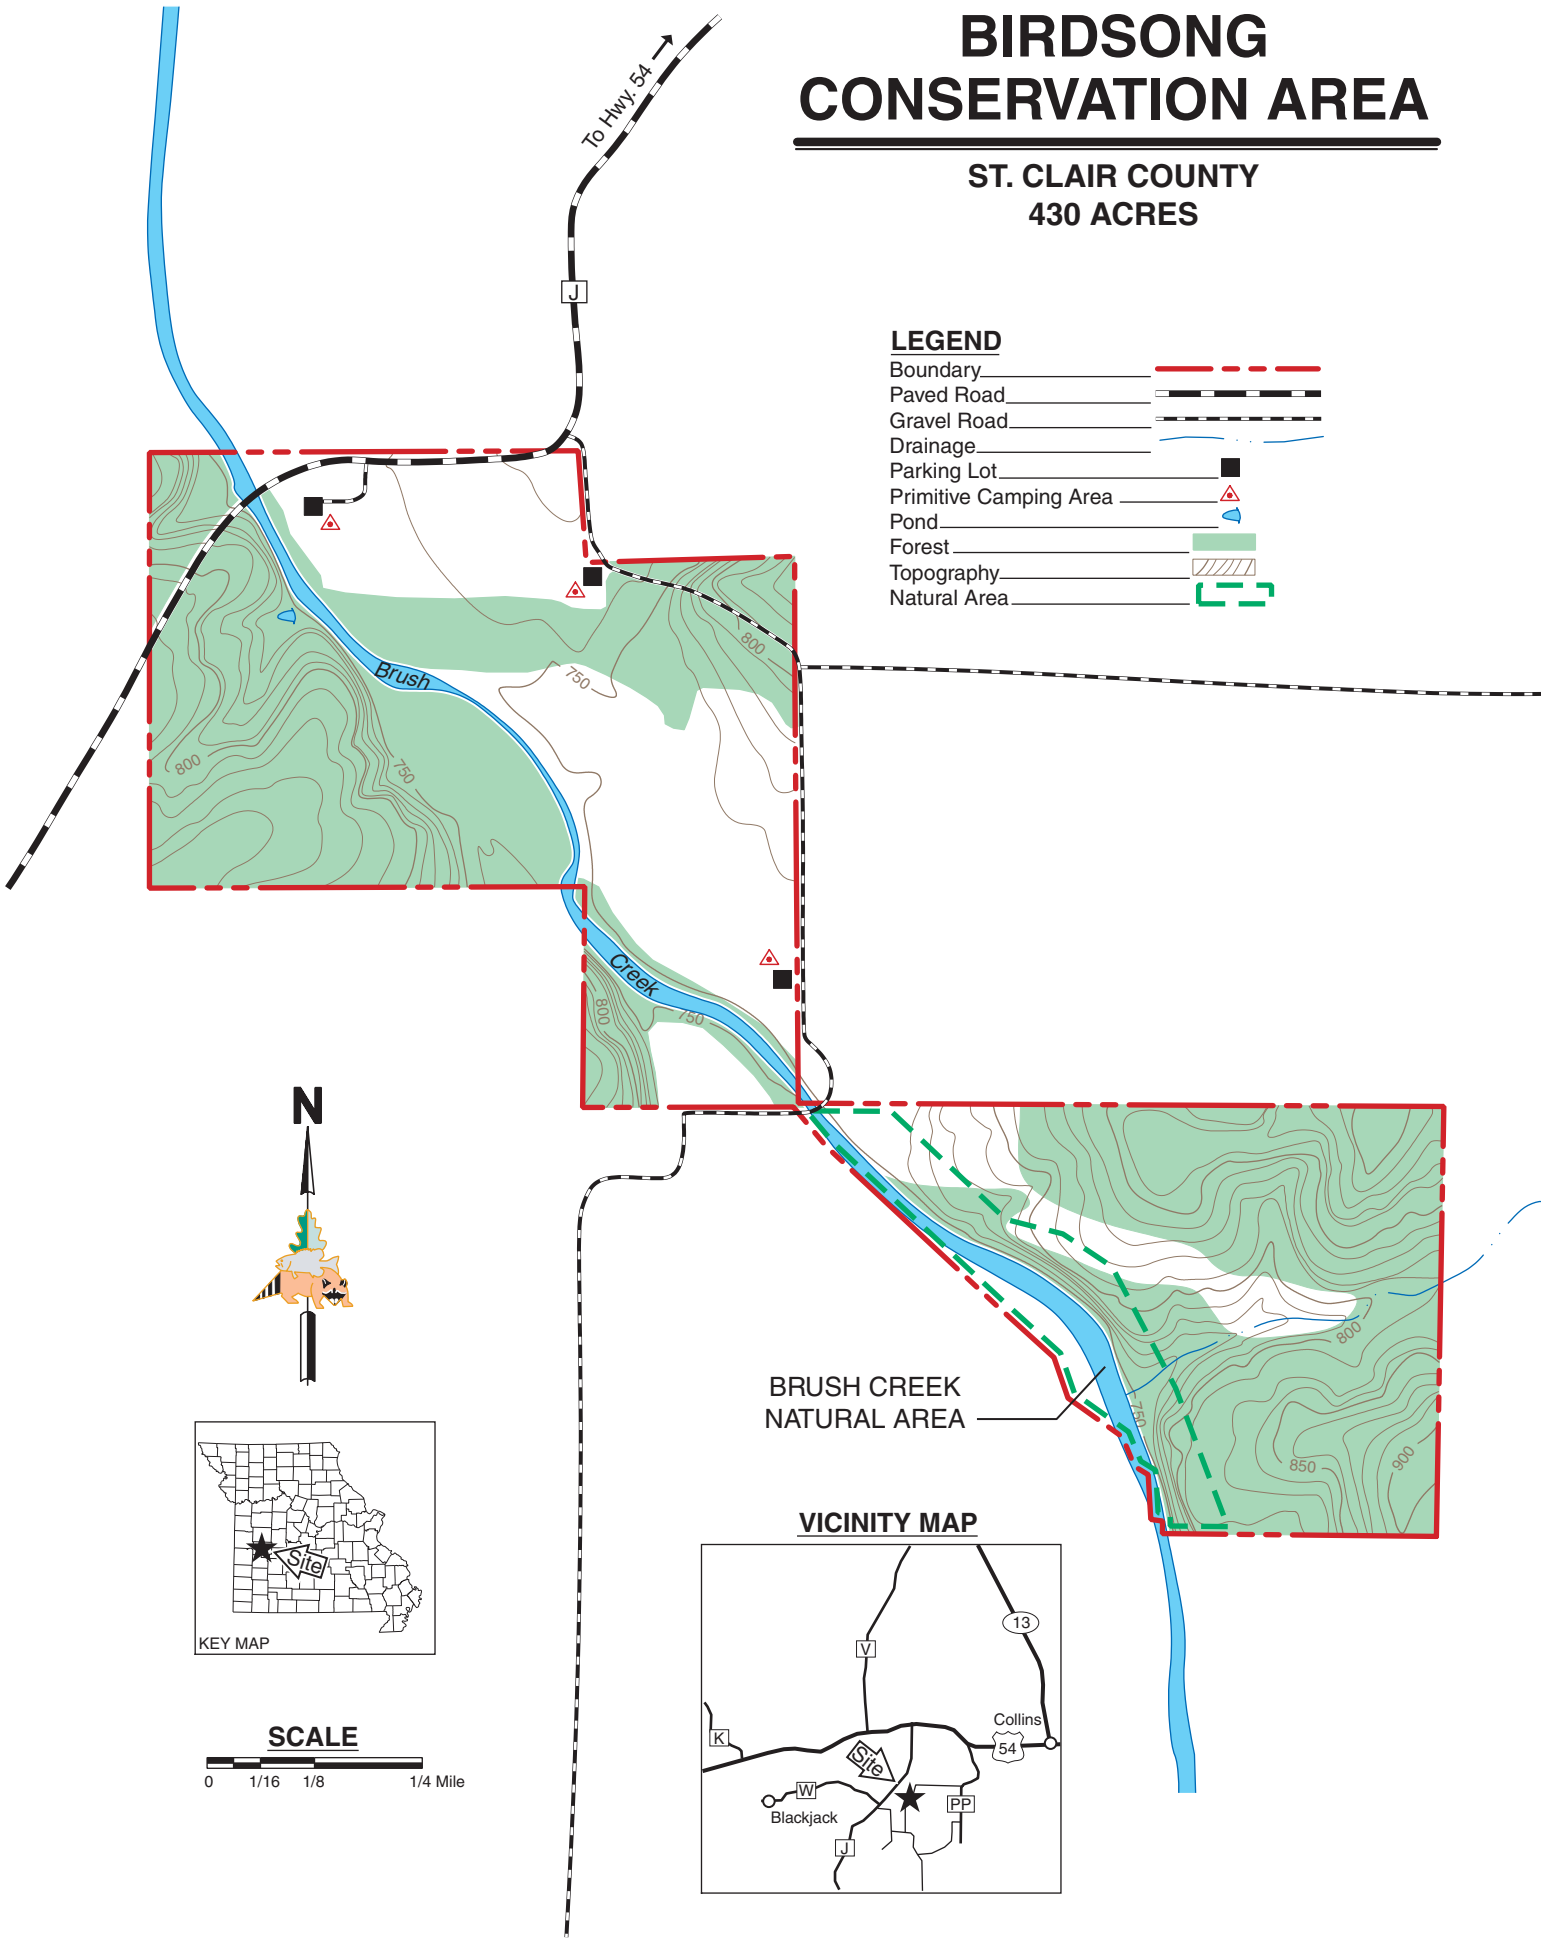 BIRDSONG
CONSERVATION AREA
ST. CLAIR COUNTY
430 ACRES
To Hwy. 54
J
LEGEND
Boundary
Paved Road
Gravel Road
Drainage
Parking Lot
Primitive Camping Area
Pond
Forest
Topography
Natural Area
800
750
Brush
800
750
Creek
800
750
N
800
BRUSH CREEK
NATURAL AREA
750
850
900
KEY MAP
Site
VICINITY MAP
13
V
Collins
K
54
Site
W
PP
Blackjack
J
SCALE
0 1/16 1/8 1/4 Mile